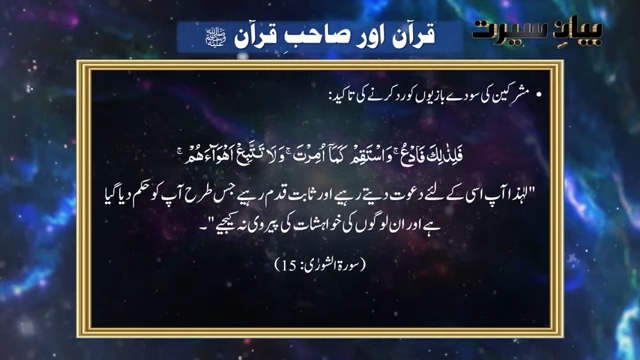 بیانِ سیرت
قرآن اور صاحبِ قرآن ﷺ
• مشرکین کی سودے بازیوں کو رد کرنے کی تاکید:
فَلِذٰلِكَ فَادْعُ ۚ وَاسْتَقِمْ كَمَآ اُمِرْتَ ۚ وَلَا تَتَّبِعْ اَهْوَآءَهُمْ ۚ
"لہٰذا آپ اسی کے لئے دعوت دیتے رہیے اور ثابت قدم رہیے جس طرح آپ کو حکم دیا گیا
ہے اور ان لوگوں کی خواہشات کی پیروی نہ کیجیے"۔
(سورۃ الشورٰی: 15)